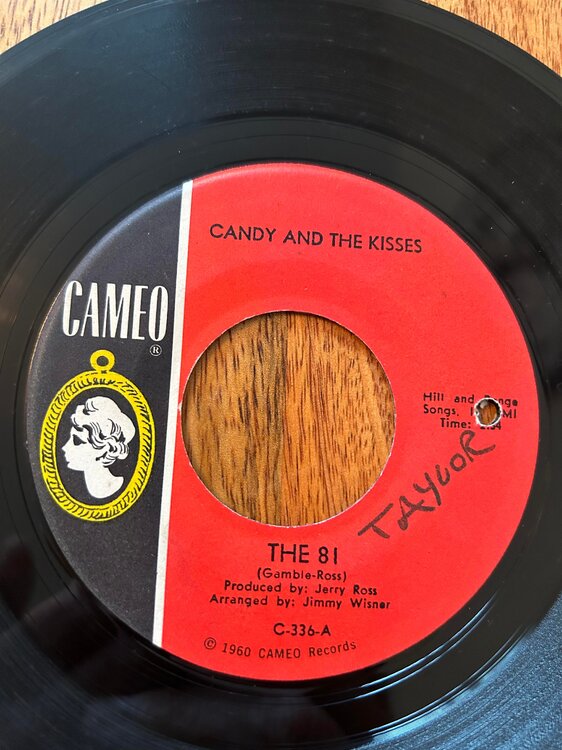 CANDY AND THE KISSES
CAMEO
®
Hill and
Songs,
Time:
TAYLOR
THE 81
(Gamble-Ross)
Produced by: Jerry Ross
Arranged by: Jimmy Wisner
C-336-A
© 1960 CAMEO Records